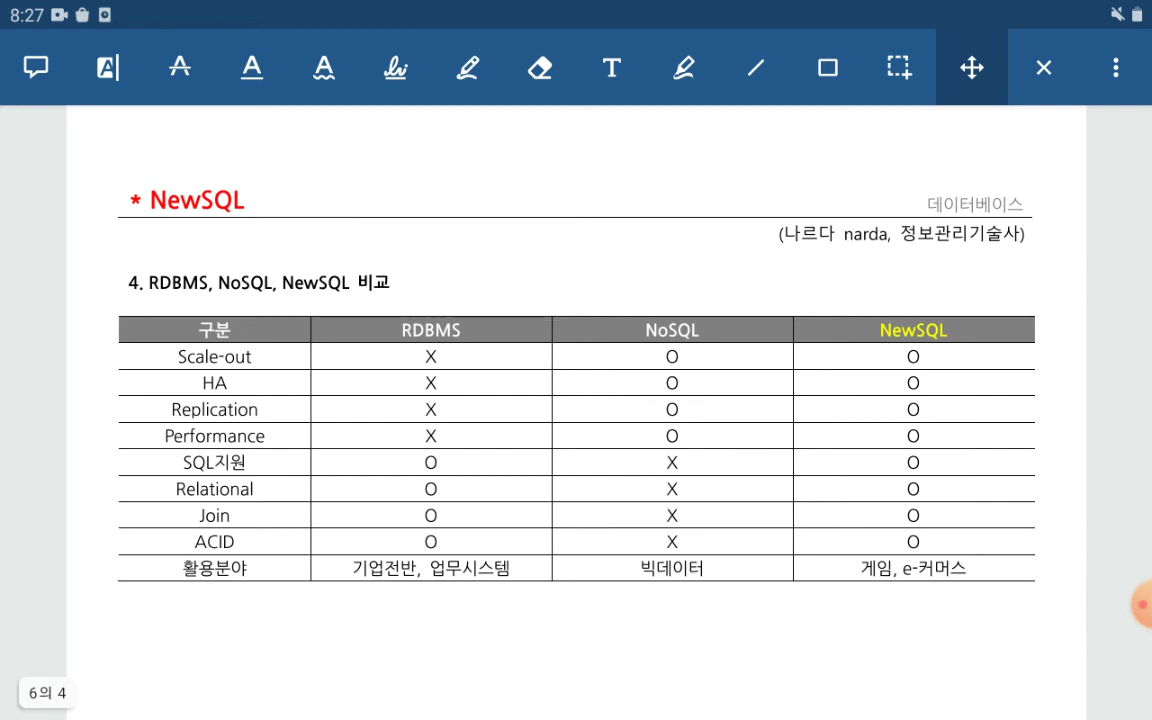 8:27
* NewSQL
데이터베이스
(나르다 narda, 정보관리기술사)
4. RDBMS, NoSQL, NewSQL 비교
구분 RDBMS NoSQL NewSQL
Scale-out X O O
HA X O O
Replication X O O
Performance X O O
SQL지원 O X O
Relational O X O
Join O X O
ACID O X O
활용분야 기업전반, 업무시스템 빅데이터 게임, e-커머스
6의 4